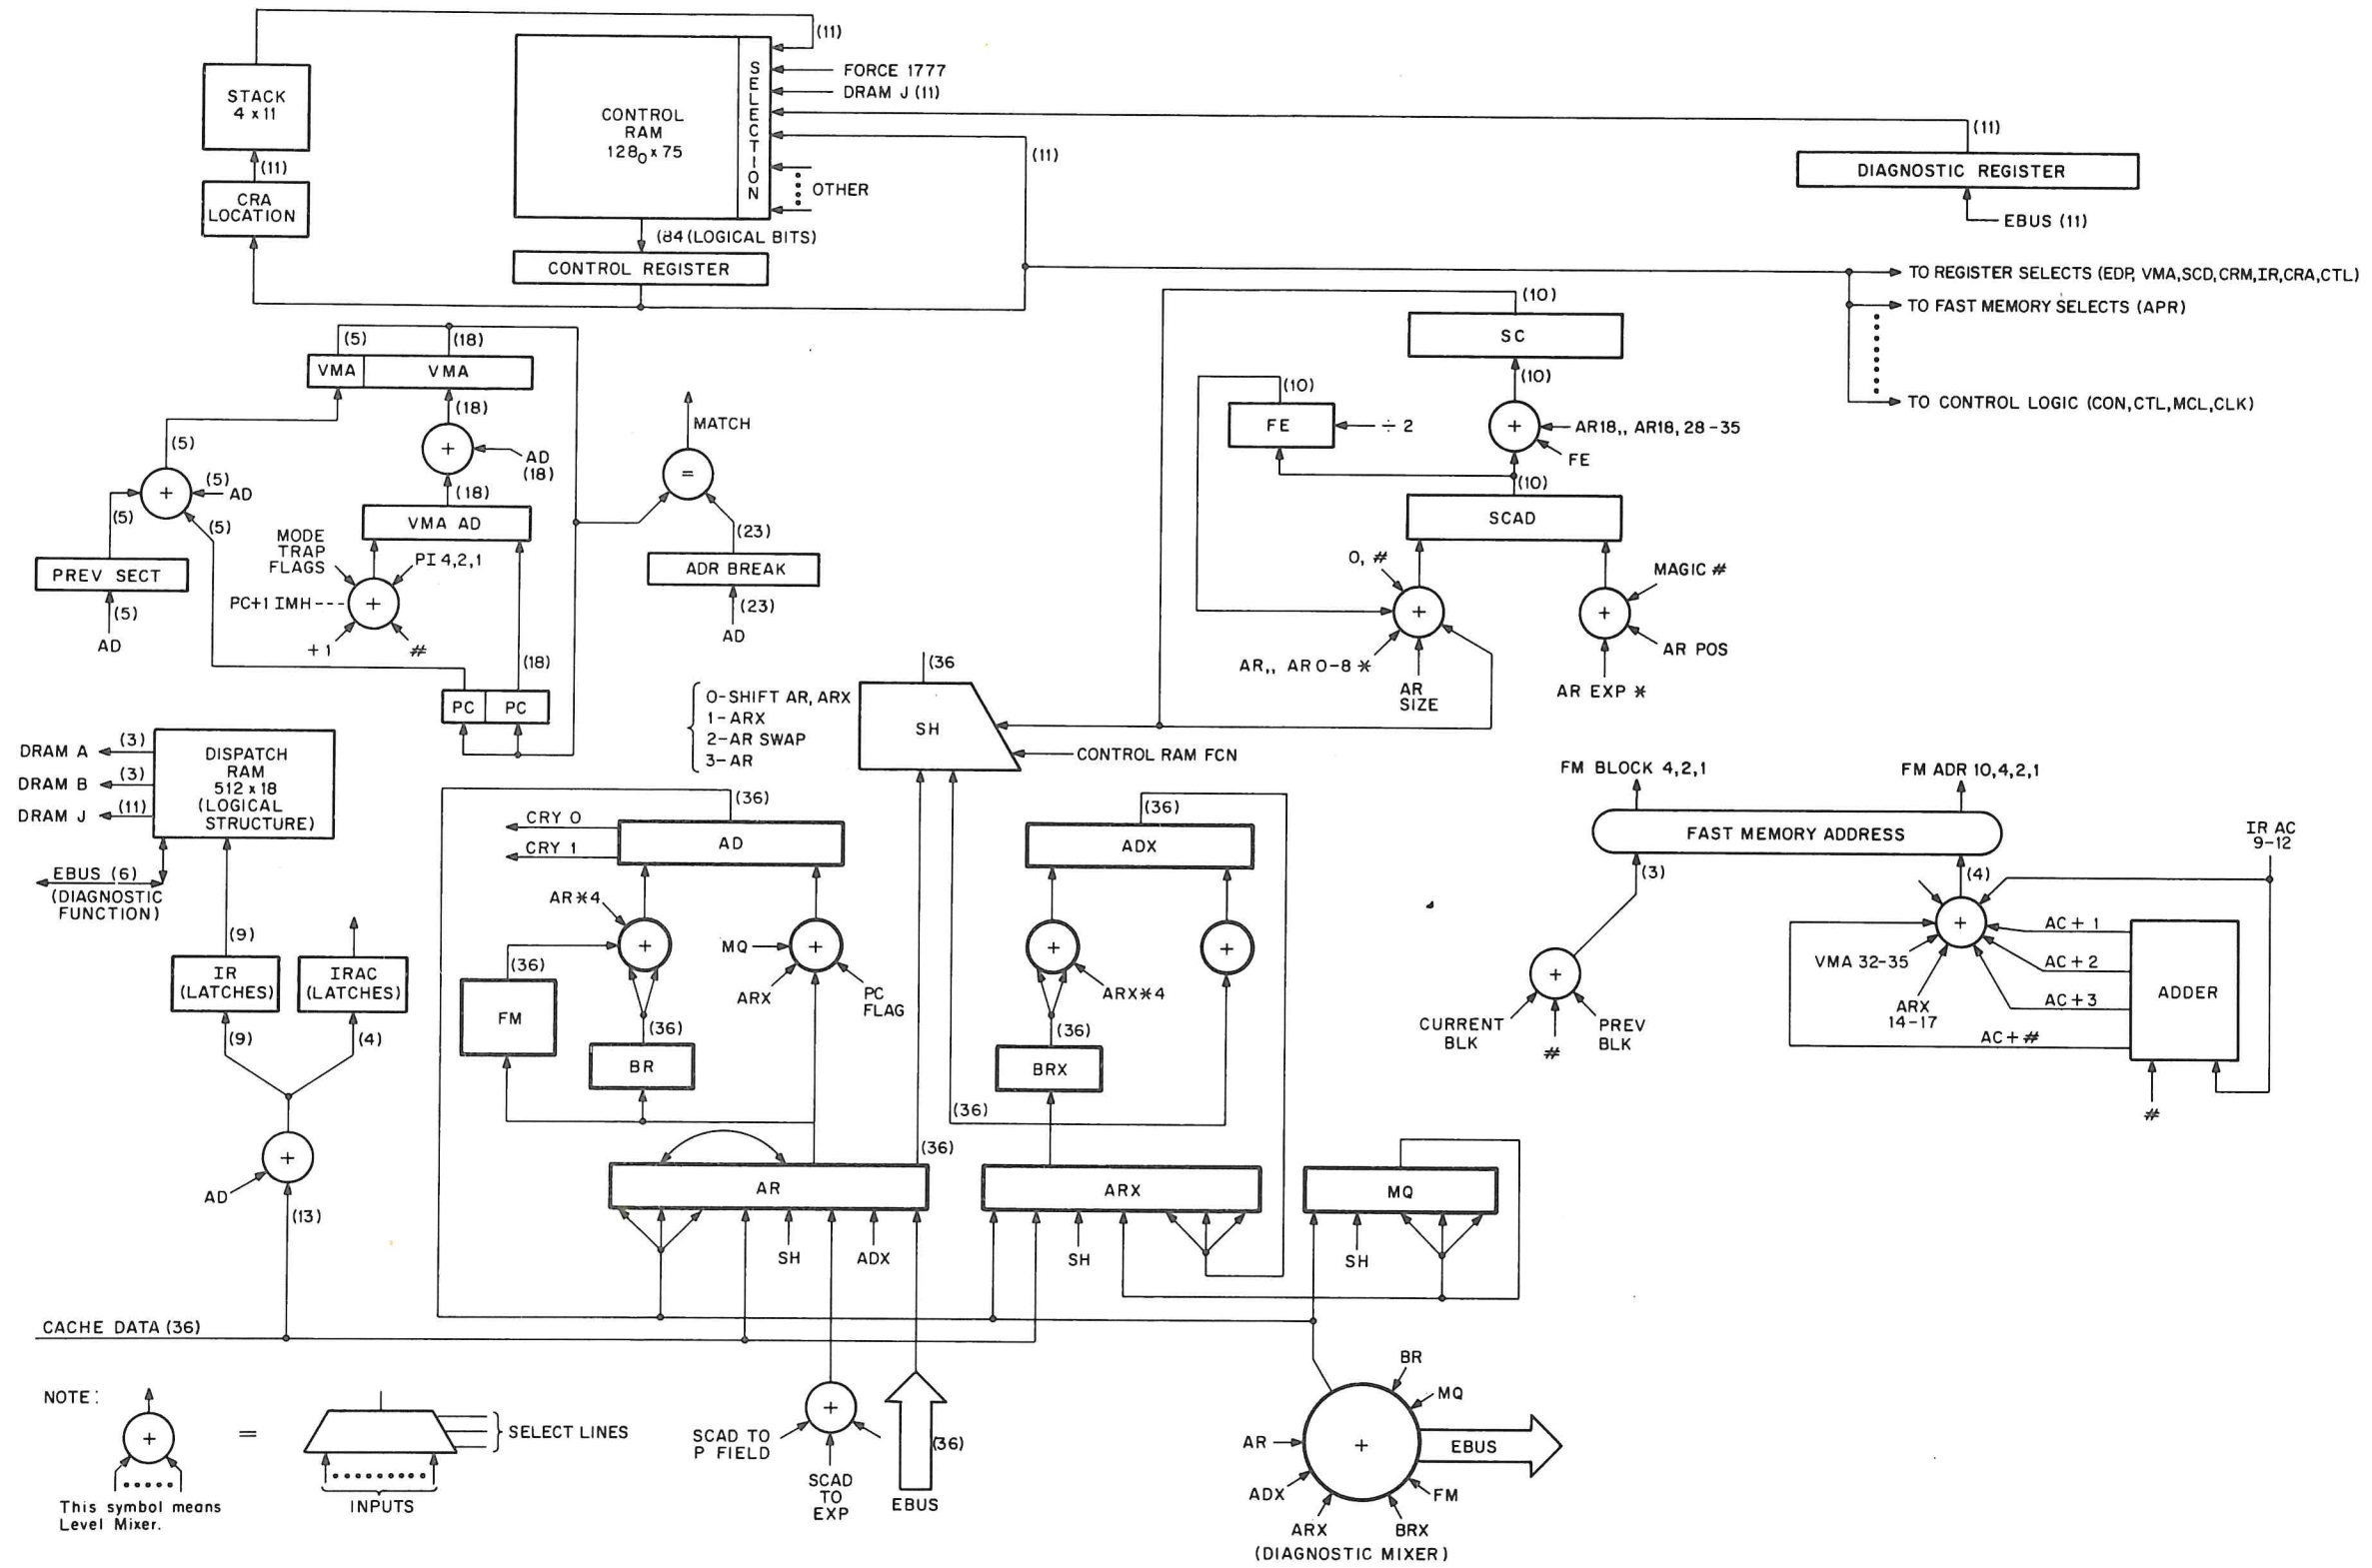 (11)
FORCE 1777
DRAM J (11)
STACK
4 x 11
CONTROL
RAM
128₀ x 75
SELECTION
(11)
DIAGNOSTIC REGISTER
EBUS (11)
(11)
(11)
CRA
LOCATION
OTHER
(84 (LOGICAL BITS)
CONTROL REGISTER
TO REGISTER SELECTS (EDP, VMA,SCD,CRM,IR,CRA,CTL)
TO FAST MEMORY SELECTS (APR)
TO CONTROL LOGIC (CON,CTL,MCL,CLK)
(5)
(18)
VMA
VMA
(18)
+
AD
(18)
(18)
VMA AD
(5)
(5)
AD
+
(5)
(5)
PREV SECT
(5)
AD
MODE
TRAP
FLAGS
PI 4,2,1
PC+1 IMH---
+
+1
#
(18)
PC
PC
MATCH
=
(23)
ADR BREAK
(23)
AD
(10)
SC
(10)
(10)
FE
÷ 2
+
AR18,, AR18, 28-35
FE
(10)
SCAD
0, #
+
AR,, AR 0-8 *
AR
SIZE
MAGIC #
+
AR POS
AR EXP *
(36
0-SHIFT AR, ARX
1-ARX
2-AR SWAP
3-AR
SH
CONTROL RAM FCN
DRAM A
(3)
DRAM B
(3)
DRAM J
(11)
DISPATCH
RAM
512 x 18
(LOGICAL
STRUCTURE)
EBUS (6)
(DIAGNOSTIC
FUNCTION)
(9)
IR
(LATCHES)
IRAC
(LATCHES)
(9)
(4)
+
AD
(13)
(36)
CRY 0
CRY 1
AD
AR*4
+
MQ
+
ARX
PC
FLAG
(36)
FM
(36)
BR
(36)
ADX
+
+
ARX*4
(36)
BRX
(36)
(36)
AR
SH
ADX
ARX
SH
MQ
SH
FM BLOCK 4,2,1
FM ADR 10,4,2,1
FAST MEMORY ADDRESS
IR AC
9-12
(3)
(4)
+
CURRENT
BLK
#
PREV
BLK
+
VMA 32-35
ARX
14-17
AC + 1
AC + 2
AC + 3
AC + #
ADDER
#
CACHE DATA (36)
NOTE:
+
=
SELECT LINES
INPUTS
This symbol means
Level Mixer.
+
SCAD TO
P FIELD
SCAD
TO
EXP
(36)
EBUS
BR
MQ
AR
+
EBUS
ADX
FM
ARX
BRX
(DIAGNOSTIC MIXER)